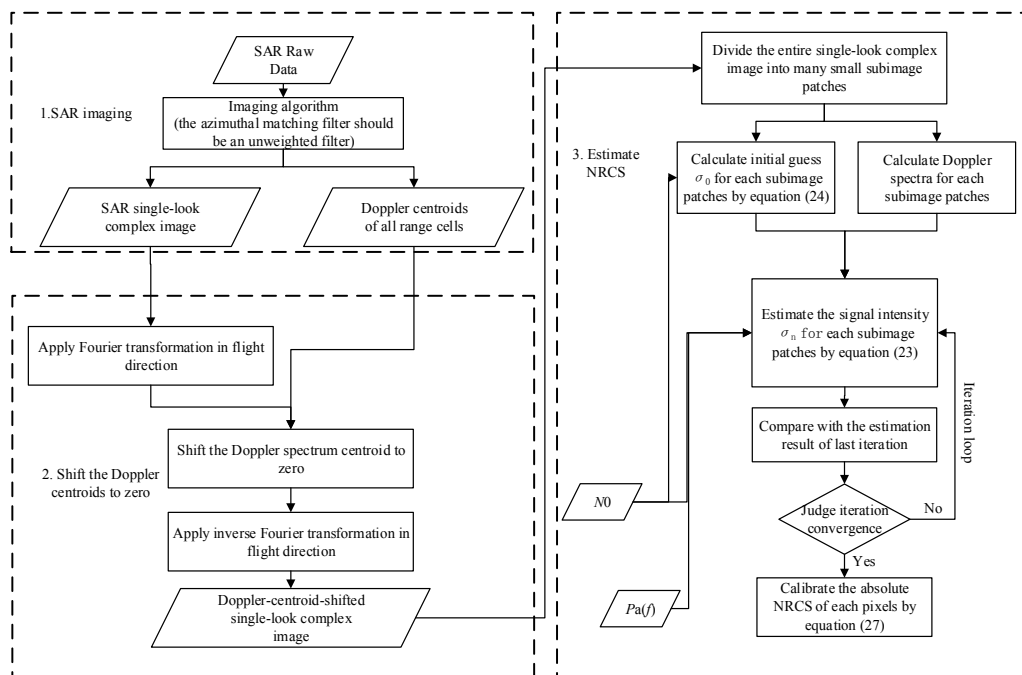 SAR Raw
Data
1.SAR imaging
Imaging algorithm
(the azimuthal matching filter should
be an unweighted filter)
SAR single-look
complex image
Doppler centroids
of all range cells
Apply Fourier transformation in flight
direction
Shift the Doppler spectrum centroid to
zero
2. Shift the Doppler
centroids to zero
Apply inverse Fourier transformation in
flight direction
Doppler-centroid-shifted
single-look complex
image
Divide the entire single-look complex
image into many small subimage
patches
3. Estimate
NRCS
Calculate initial guess
σ₀ for each subimage
patches by equation (24)
Calculate Doppler
spectra for each
subimage patches
Estimate the signal intensity
σₙ for each subimage
patches by equation (23)
Iteration loop
Compare with the estimation
result of last iteration
N0
Judge iteration
convergence
No
Yes
Pa(f)
Calibrate the absolute
NRCS of each pixels by
equation (27)